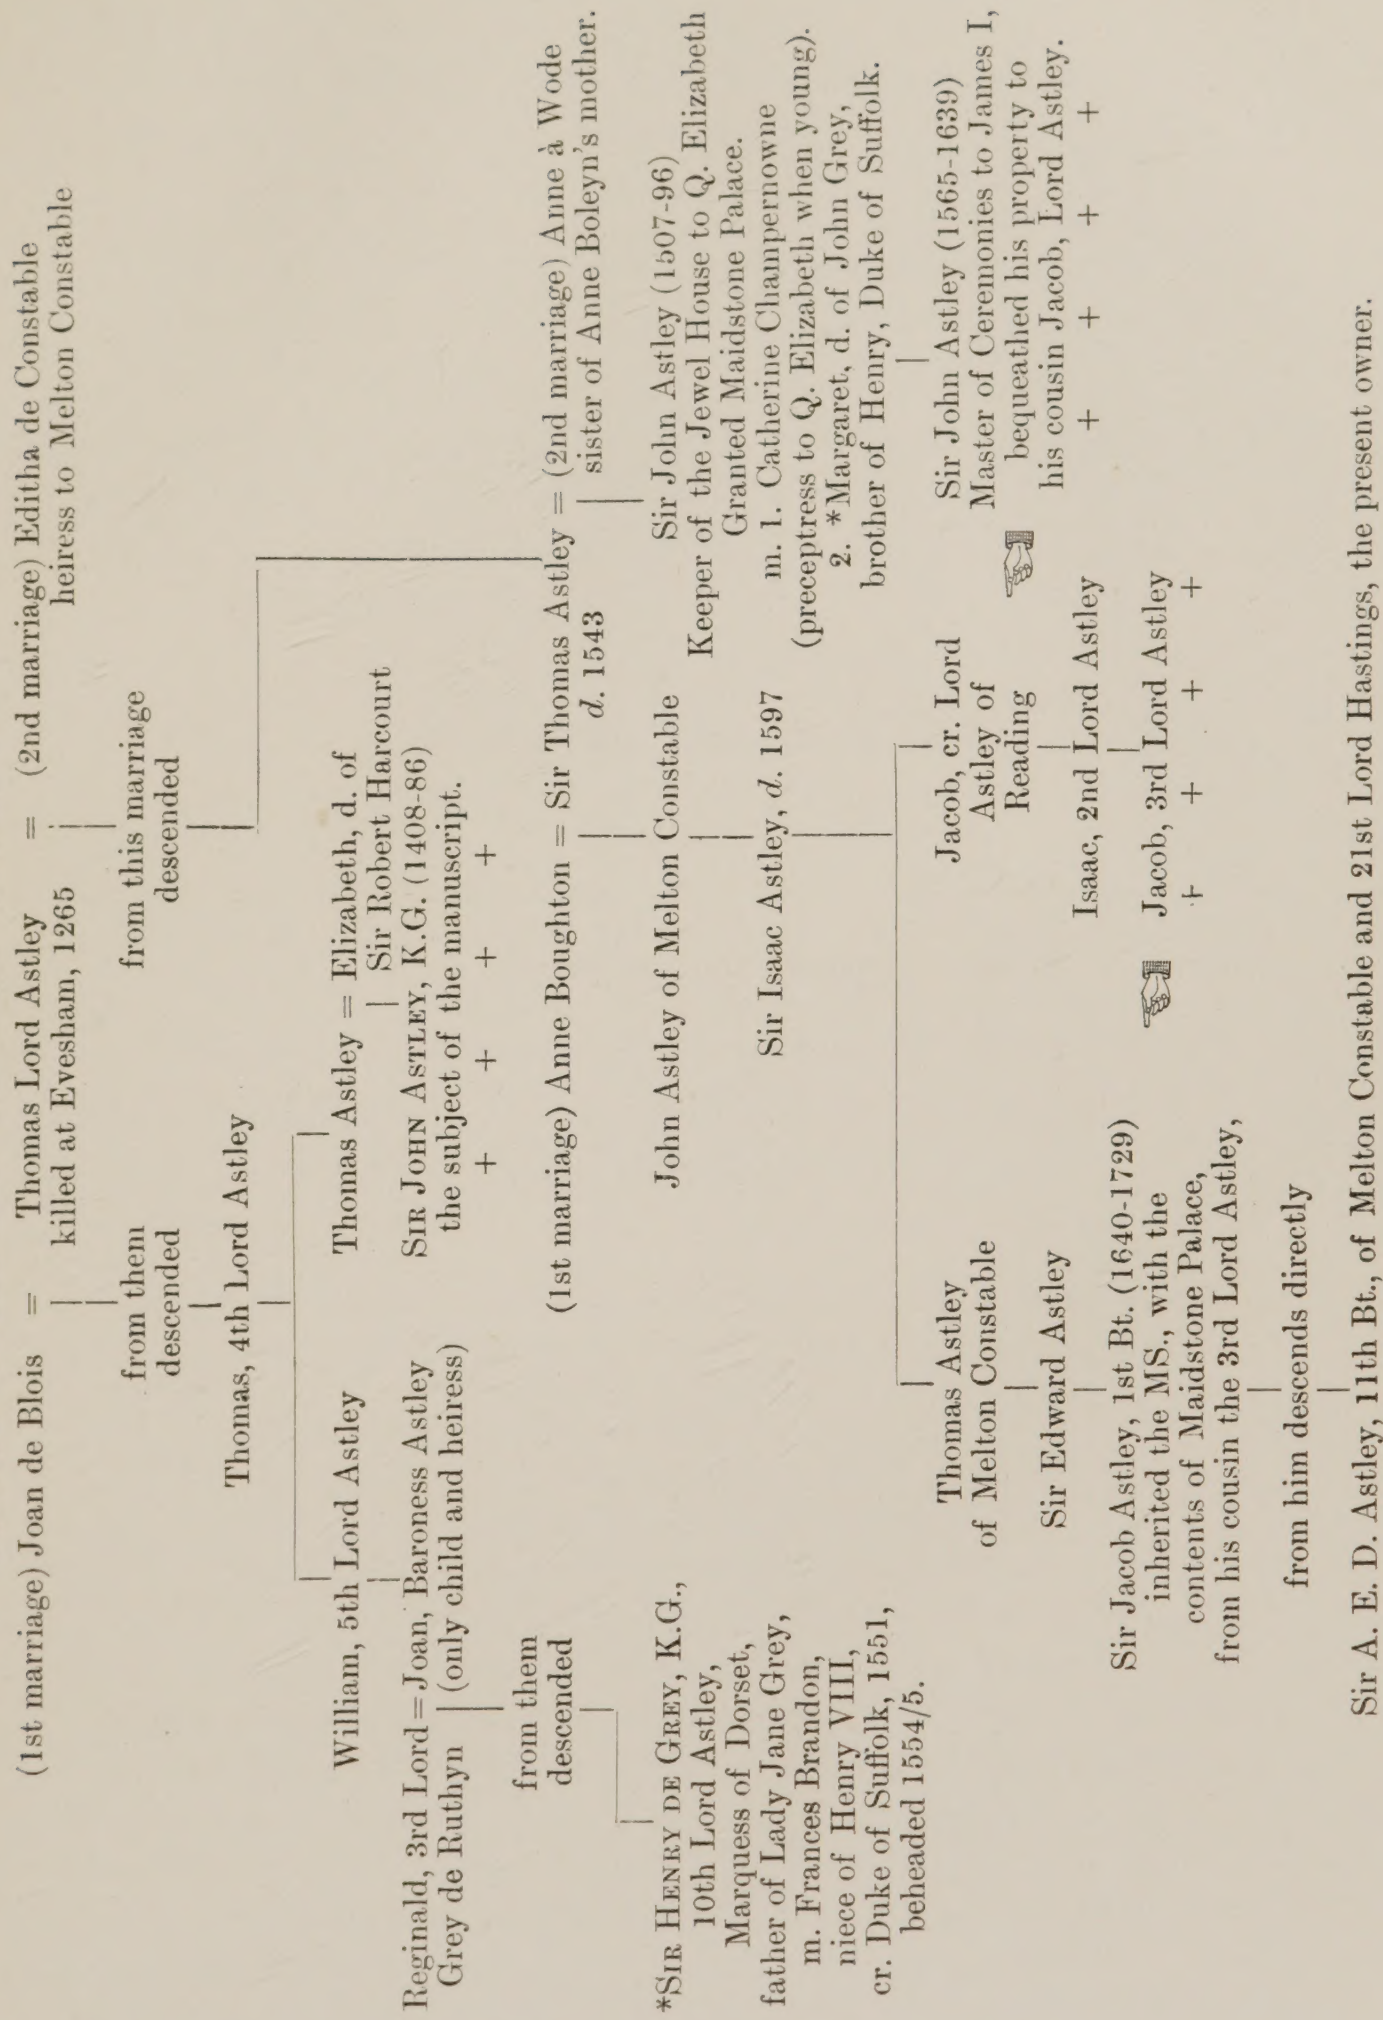 (1st marriage) Joan de Blois = Thomas Lord Astley = (2nd marriage) Editha de Constable
killed at Evesham, 1265
heiress to Melton Constable
from them
descended
from this marriage
descended
Thomas, 4th Lord Astley
William, 5th Lord Astley
Thomas Astley = Elizabeth, d. of
Sir Robert Harcourt
Reginald, 3rd Lord = Joan, Baroness Astley
Grey de Ruthyn
(only child and heiress)
SIR JOHN ASTLEY, K.G. (1408-86)
the subject of the manuscript.
+ + + +
from them
descended
(1st marriage) Anne Boughton = Sir Thomas Astley = (2nd marriage) Anne à Wode
d. 1543
sister of Anne Boleyn's mother.
*SIR HENRY DE GREY, K.G.,
10th Lord Astley,
Marquess of Dorset,
father of Lady Jane Grey,
m. Frances Brandon,
niece of Henry VIII,
cr. Duke of Suffolk, 1551,
beheaded 1554/5.
John Astley of Melton Constable
Sir Isaac Astley, d. 1597
Sir John Astley (1507-96)
Keeper of the Jewel House to Q. Elizabeth
Granted Maidstone Palace.
m. 1. Catherine Champernowne
(preceptress to Q. Elizabeth when young).
2. *Margaret, d. of John Grey,
brother of Henry, Duke of Suffolk.
Thomas Astley
of Melton Constable
Sir Edward Astley
Sir Jacob Astley, 1st Bt. (1640-1729)
inherited the MS., with the
contents of Maidstone Palace,
from his cousin the 3rd Lord Astley,
from him descends directly
Jacob, cr. Lord
Astley of
Reading
Isaac, 2nd Lord Astley
Jacob, 3rd Lord Astley
+ + + +
Sir John Astley (1565-1639)
Master of Ceremonies to James I,
bequeathed his property to
his cousin Jacob, Lord Astley.
+ + + +
Sir A. E. D. Astley, 11th Bt., of Melton Constable and 21st Lord Hastings, the present owner.